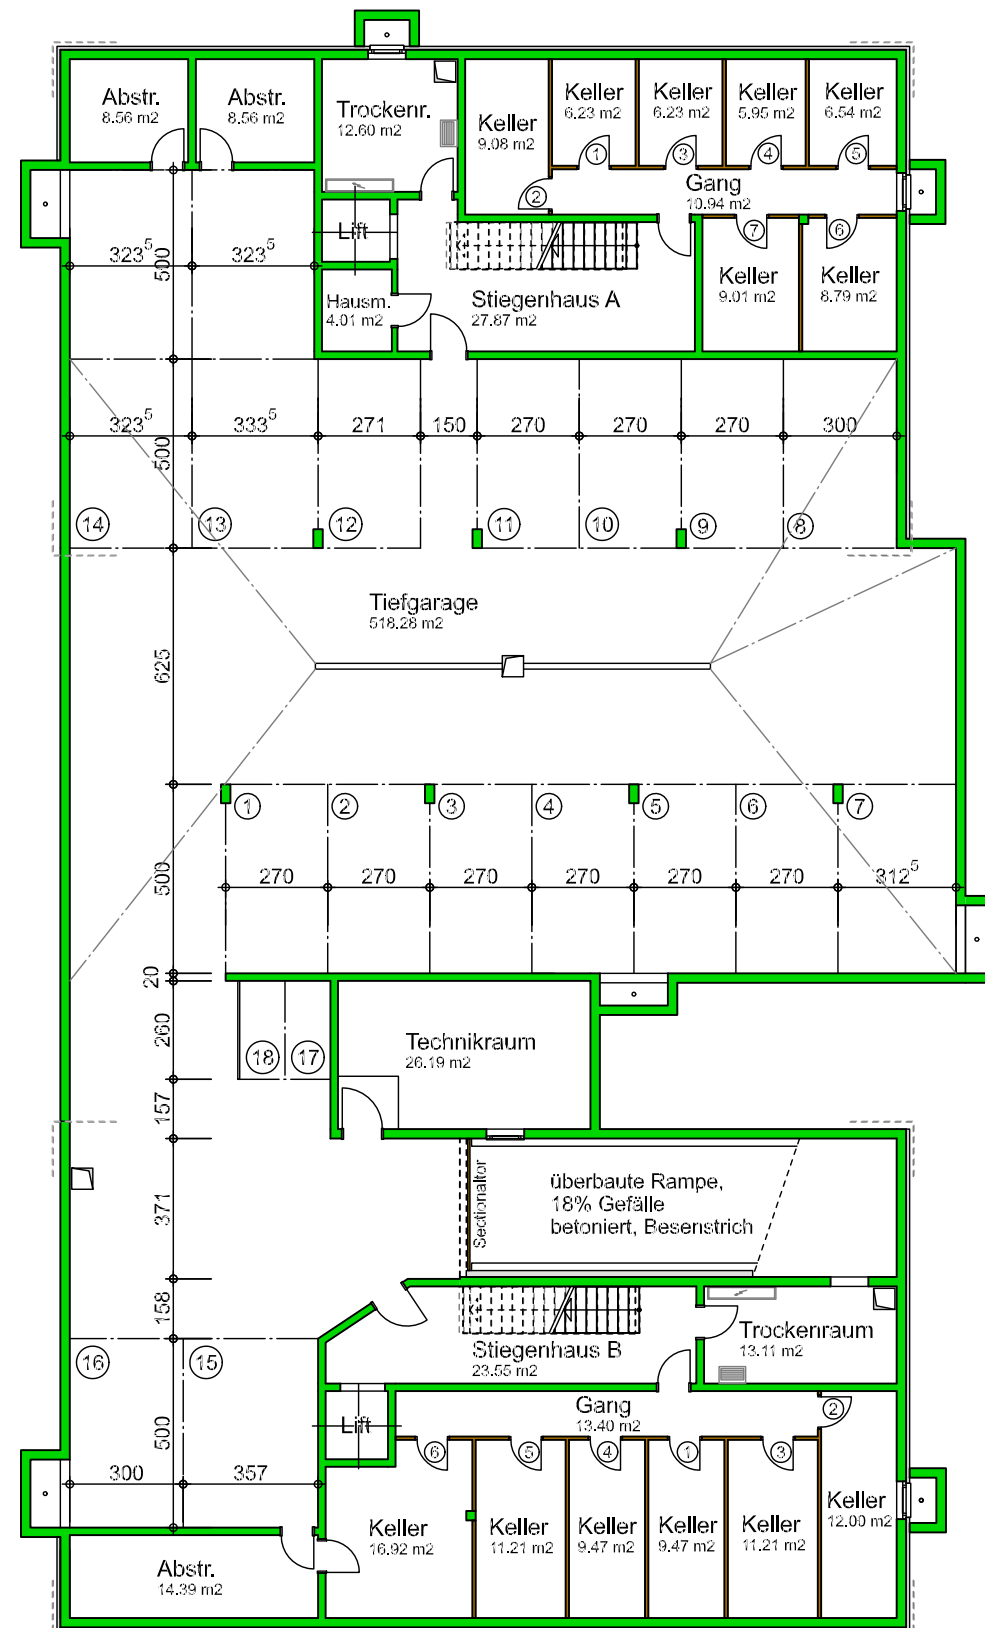 Abstr.
8.56 m2
Abstr.
8.56 m2
Trockenr.
12.60 m2
Keller
9.08 m2
Keller
6.23 m2
Keller
6.23 m2
Keller
5.95 m2
Keller
6.54 m2
1
3
4
5
2
Gang
10.94 m2
7
6
Lift
Keller
9.01 m2
Keller
8.79 m2
323⁵
500
323⁵
Hausm.
4.01 m2
Stiegenhaus A
27.87 m2
323⁵
500
333⁵
271
150
270
270
270
300
14
13
12
11
10
9
8
Tiefgarage
518.28 m2
625
1
2
3
4
5
6
7
500
270
270
270
270
270
270
312⁵
20
260
18
17
Technikraum
26.19 m2
157
371
Sectionaltor
überbaute Rampe,
18% Gefälle
betoniert, Besenstrich
158
16
15
Stiegenhaus B
23.55 m2
Trockenraum
13.11 m2
Lift
Gang
13.40 m2
2
6
5
4
1
3
500
300
357
Keller
16.92 m2
Keller
11.21 m2
Keller
9.47 m2
Keller
9.47 m2
Keller
11.21 m2
Keller
12.00 m2
Abstr.
14.39 m2